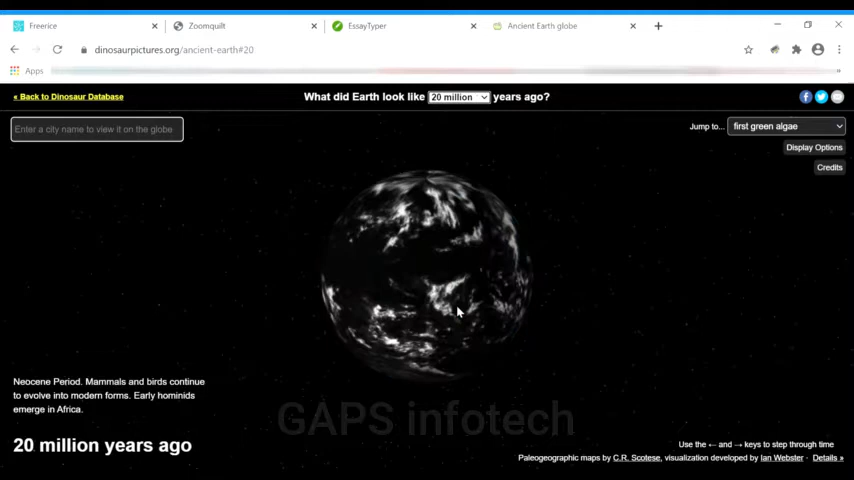 Freerice
Zoomquilt
EssayTyper
Ancient Earth globe
dinosaurpictures.org/ancient-earth#20
Apps
« Back to Dinosaur Database
What did Earth look like 20 million years ago?
Enter a city name to view it on the globe
Jump to... first green algae
Display Options
Credits
Neocene Period. Mammals and birds continue
to evolve into modern forms. Early hominids
emerge in Africa.
GAPS infotech
20 million years ago
Use the ← and → keys to step through time
Paleogeographic maps by C.R. Scotese, visualization developed by Ian Webster · Details »